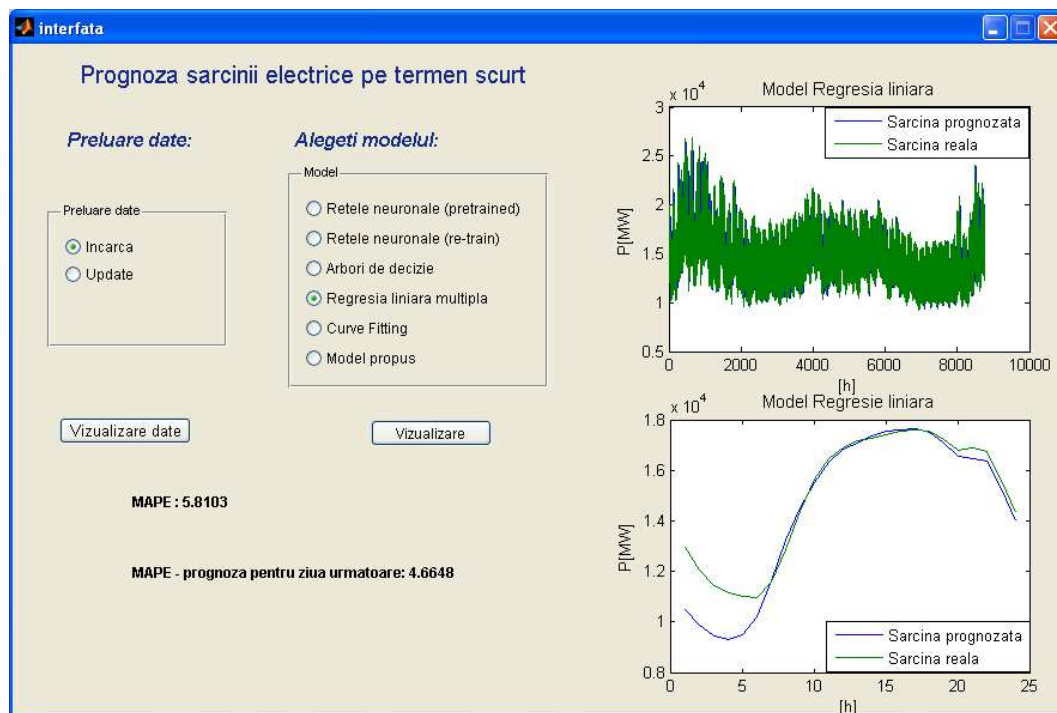 interfata
Prognoza sarcinii electrice pe termen scurt
Preluare date:
Alegeti modelul:
Preluare date
Incarca
Update
Model
Retele neuronale (pretrained)
Retele neuronale (re-train)
Arbori de decizie
Regresia liniara multipla
Curve Fitting
Model propus
Vizualizare date
Vizualizare
MAPE : 5.8103
MAPE - prognoza pentru ziua urmatoare: 4.6648
Model Regresia liniara
x 10^4
3
2.5
2
1.5
1
0.5
P[MW]
Sarcina prognozata
Sarcina reala
0 2000 4000 6000 8000 10000
[h]
Model Regresie liniara
x 10^4
1.8
1.6
1.4
1.2
1
0.8
P[MW]
Sarcina prognozata
Sarcina reala
0 5 10 15 20 25
[h]